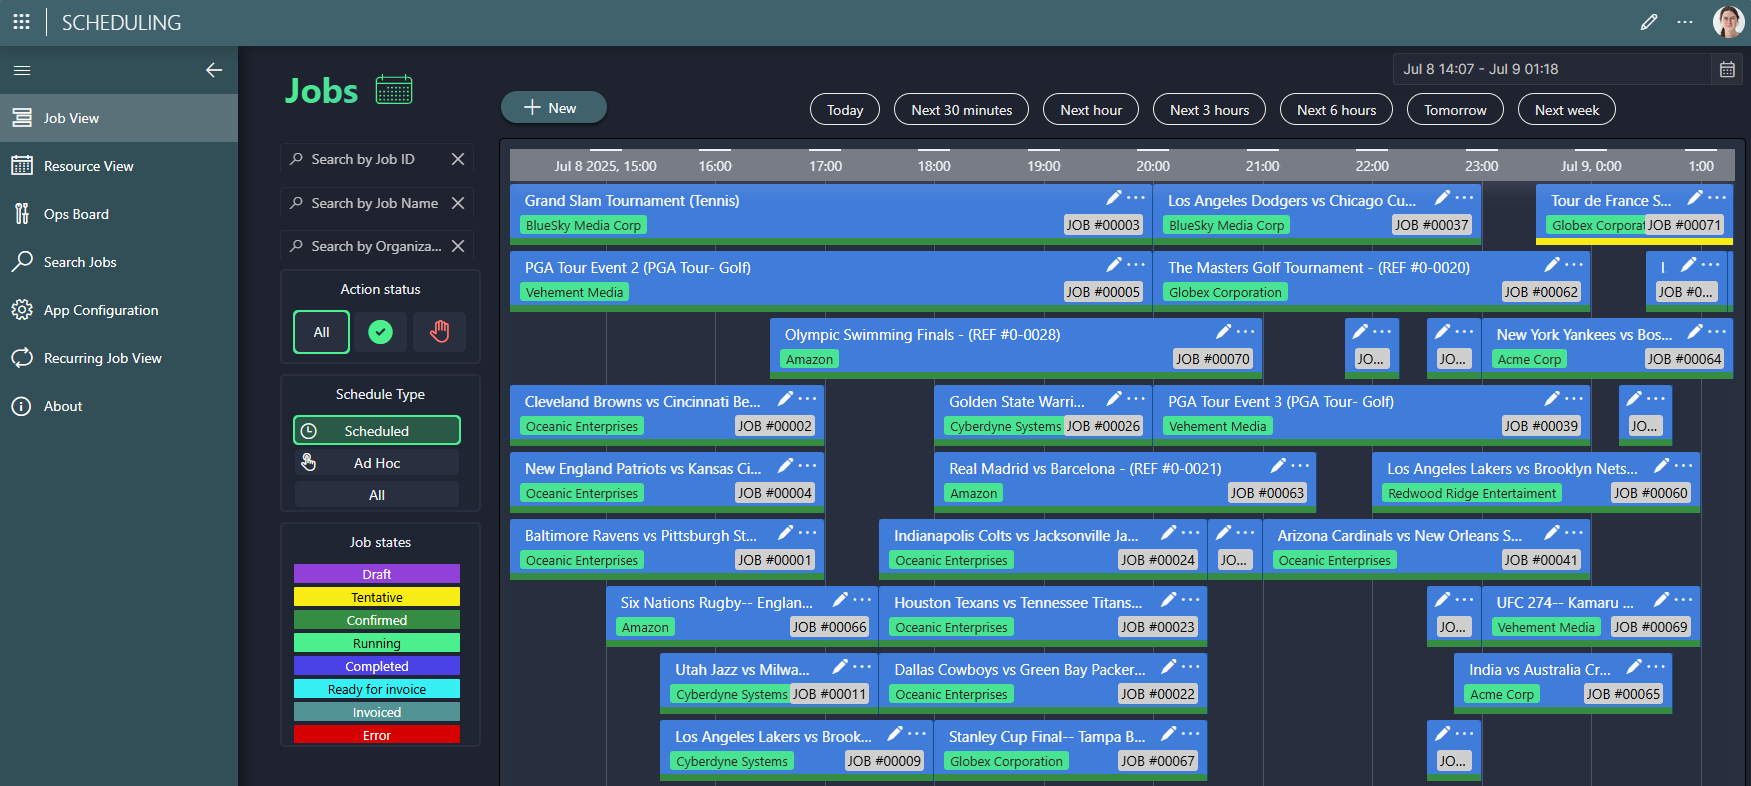 SCHEDULING
Job View
Resource View
Ops Board
Search Jobs
App Configuration
Recurring Job View
About
Jobs
Search by Job ID
Search by Job Name
Search by Organiza...
Action status
All
Schedule Type
Scheduled
Ad Hoc
All
Job states
Draft
Tentative
Confirmed
Running
Completed
Ready for invoice
Invoiced
Error
Jul 8 14:07 - Jul 9 01:18
New
Today
Next 30 minutes
Next hour
Next 3 hours
Next 6 hours
Tomorrow
Next week
Jul 8 2025, 15:00 16:00 17:00 18:00 19:00 20:00 21:00 22:00 23:00 Jul 9, 0:00 1:00
Grand Slam Tournament (Tennis)
BlueSky Media Corp JOB #00003
Los Angeles Dodgers vs Chicago Cu...
BlueSky Media Corp JOB #00037
Tour de France S...
Globex Corporat JOB #00071
PGA Tour Event 2 (PGA Tour- Golf)
Vehement Media JOB #00005
The Masters Golf Tournament - (REF #0-0020)
Globex Corporation JOB #00062
JOB #0...
Olympic Swimming Finals - (REF #0-0028)
Amazon JOB #00070
JO...
JO...
New York Yankees vs Bos...
Acme Corp JOB #00064
Cleveland Browns vs Cincinnati Be...
Oceanic Enterprises JOB #00002
Golden State Warri...
Cyberdyne Systems JOB #00026
PGA Tour Event 3 (PGA Tour- Golf)
Vehement Media JOB #00039
JO...
New England Patriots vs Kansas Ci...
Oceanic Enterprises JOB #00004
Real Madrid vs Barcelona - (REF #0-0021)
Amazon JOB #00063
Los Angeles Lakers vs Brooklyn Nets...
Redwood Ridge Entertaiment JOB #00060
Baltimore Ravens vs Pittsburgh St...
Oceanic Enterprises JOB #00001
Indianapolis Colts vs Jacksonville Ja...
Oceanic Enterprises JOB #00024
JO...
Arizona Cardinals vs New Orleans S...
Oceanic Enterprises JOB #00041
Six Nations Rugby-- Englan...
Amazon JOB #00066
Houston Texans vs Tennessee Titans...
Oceanic Enterprises JOB #00023
JO...
UFC 274-- Kamaru ...
Vehement Media JOB #00069
Utah Jazz vs Milwa...
Cyberdyne Systems JOB #00011
Dallas Cowboys vs Green Bay Packer...
Oceanic Enterprises JOB #00022
India vs Australia Cr...
Acme Corp JOB #00065
Los Angeles Lakers vs Brook...
Cyberdyne Systems JOB #00009
Stanley Cup Final-- Tampa B...
Globex Corporation JOB #00067
JO...